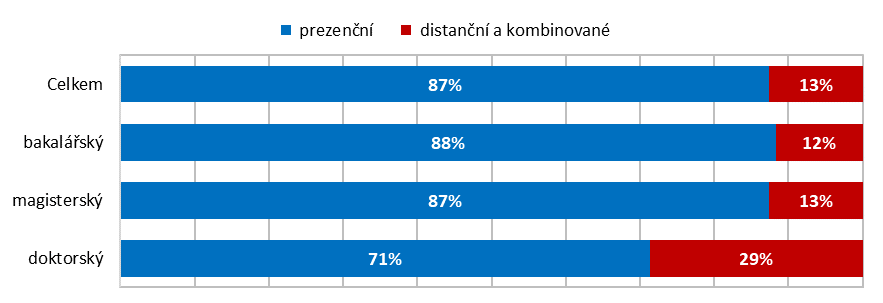 prezenční distanční a kombinované
Celkem 87% 13%
bakalářský 88% 12%
magisterský 87% 13%
doktorský 71% 29%